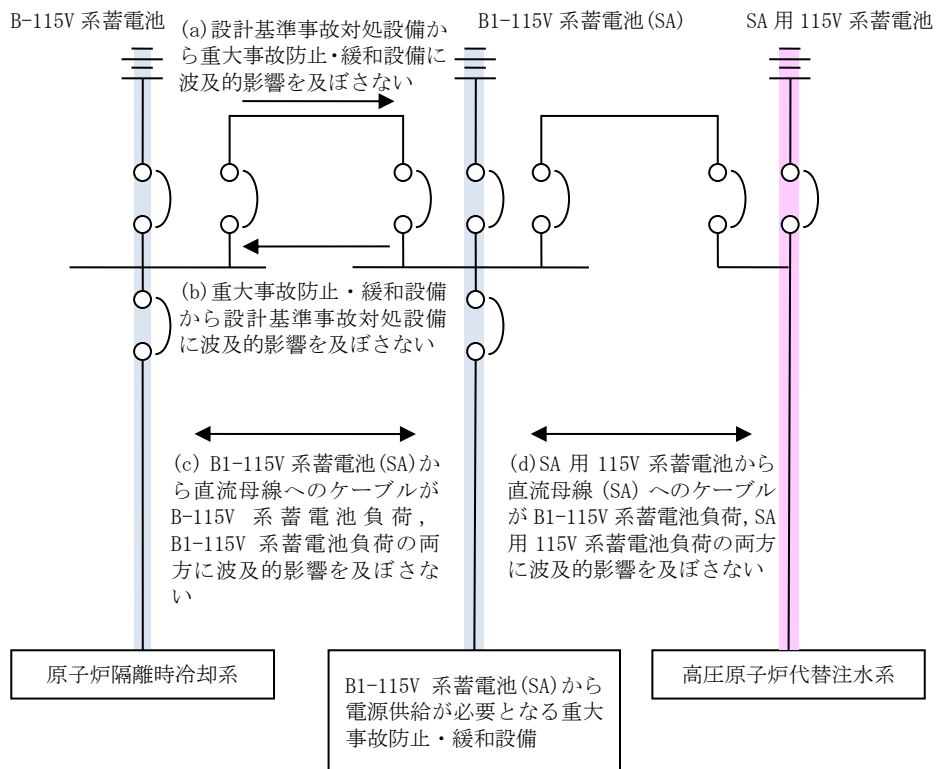 B-115V 系蓄電池
(a)設計基準事故対処設備か
ら重大事故防止・緩和設備に
波及的影響を及ぼさない
B1-115V 系蓄電池(SA)
SA 用 115V 系蓄電池
(b)重大事故防止・緩和設備
から設計基準事故対処設備
に波及的影響を及ぼさない
(c) B1-115V 系蓄電池(SA)か
ら直流母線へのケーブルが
B-115V 系蓄電池負荷,
B1-115V 系蓄電池負荷の両
方に波及的影響を及ぼさな
い
(d)SA 用 115V 系蓄電池から
直流母線 (SA) へのケーブル
が B1-115V 系蓄電池負荷,SA
用 115V 系蓄電池負荷の両方
に波及的影響を及ぼさない
原子炉隔離時冷却系
B1-115V 系蓄電池(SA)から
電源供給が必要となる重大
事故防止・緩和設備
高圧原子炉代替注水系